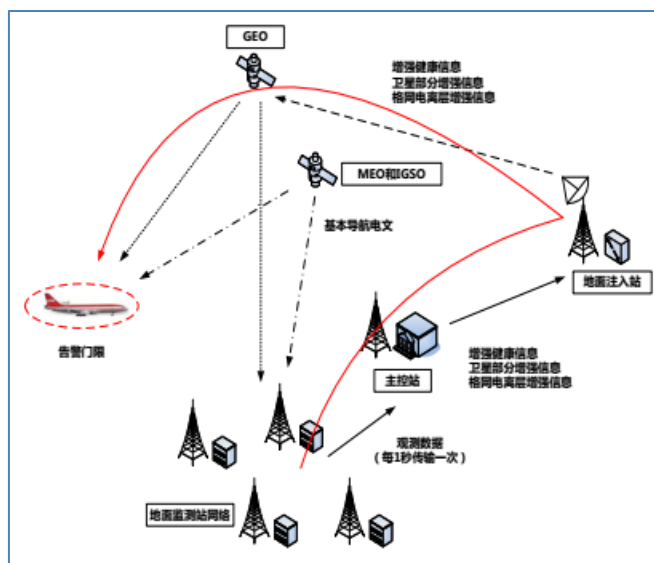 GEO
增强健康信息
卫星部分增强信息
格网电离层增强信息
MEO和IGSO
基本导航电文
地面注入站
告警门限
主控站
增强健康信息
卫星部分增强信息
格网电离层增强信息
观测数据
（每1秒传输一次）
地面监测站网络